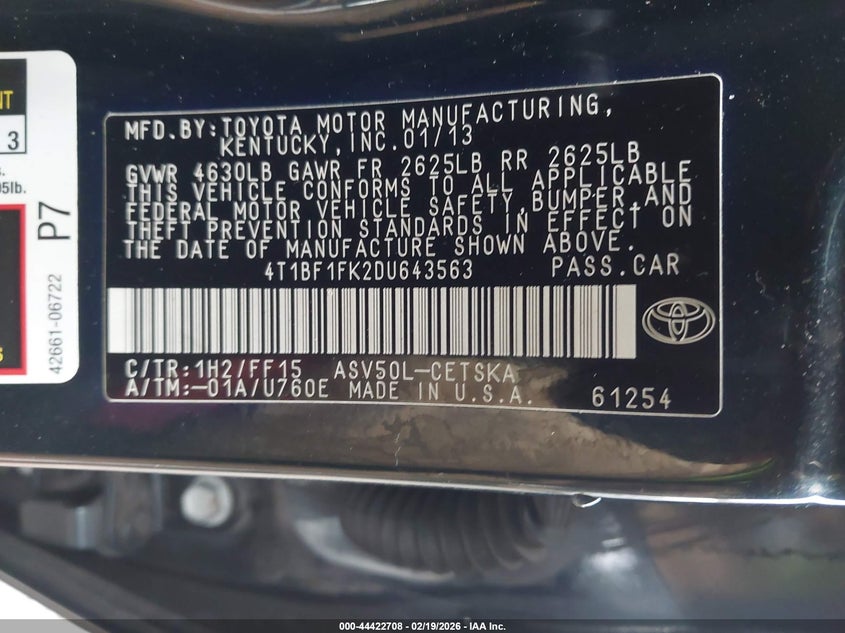 NT
3
s.
05lb.
s
P7
42661-06722
MFD.BY:TOYOTA MOTOR MANUFACTURING,
KENTUCKY,INC.01/13
GVWR 4630LB GAWR FR 2625LB RR 2625LB
THIS VEHICLE CONFORMS TO ALL APPLICABLE
FEDERAL MOTOR VEHICLE SAFETY,BUMPER,AND
THEFT PREVENTION STANDARDS IN EFFECT ON
THE DATE OF MANUFACTURE SHOWN ABOVE.
4T1BF1FK2DU643563 PASS.CAR
C/TR:1H2/FF15 ASV50L-CETSKA
A/TM:-01A/U760E MADE IN U.S.A. 61254
000-44422708 - 02/19/2026 - IAA Inc.